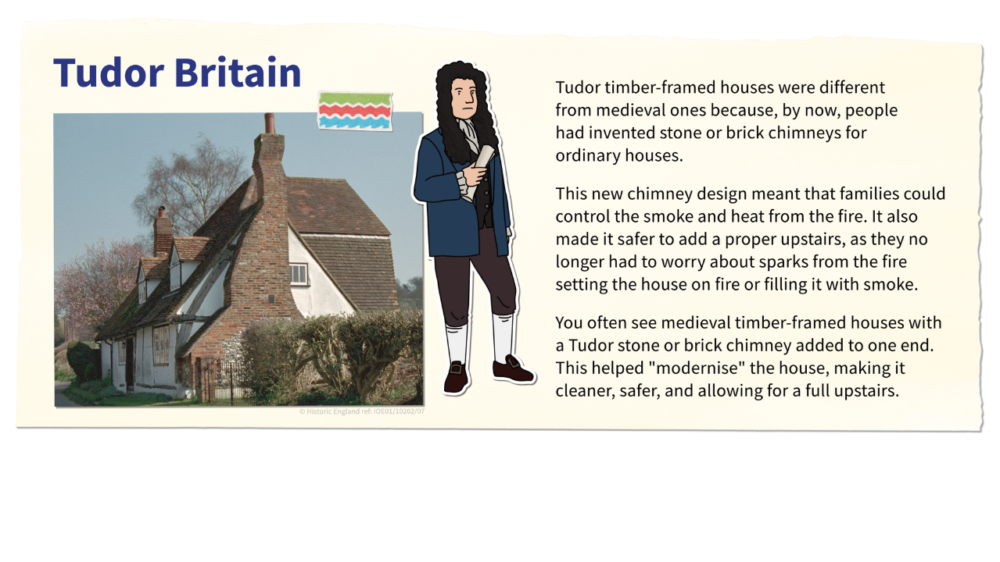 Tudor Britain
© Historic England ref: IOE01/10202/07
Tudor timber-framed houses were different
from medieval ones because, by now, people
had invented stone or brick chimneys for
ordinary houses.
This new chimney design meant that families could
control the smoke and heat from the fire. It also
made it safer to add a proper upstairs, as they no
longer had to worry about sparks from the fire
setting the house on fire or filling it with smoke.
You often see medieval timber-framed houses with
a Tudor stone or brick chimney added to one end.
This helped "modernise" the house, making it
cleaner, safer, and allowing for a full upstairs.